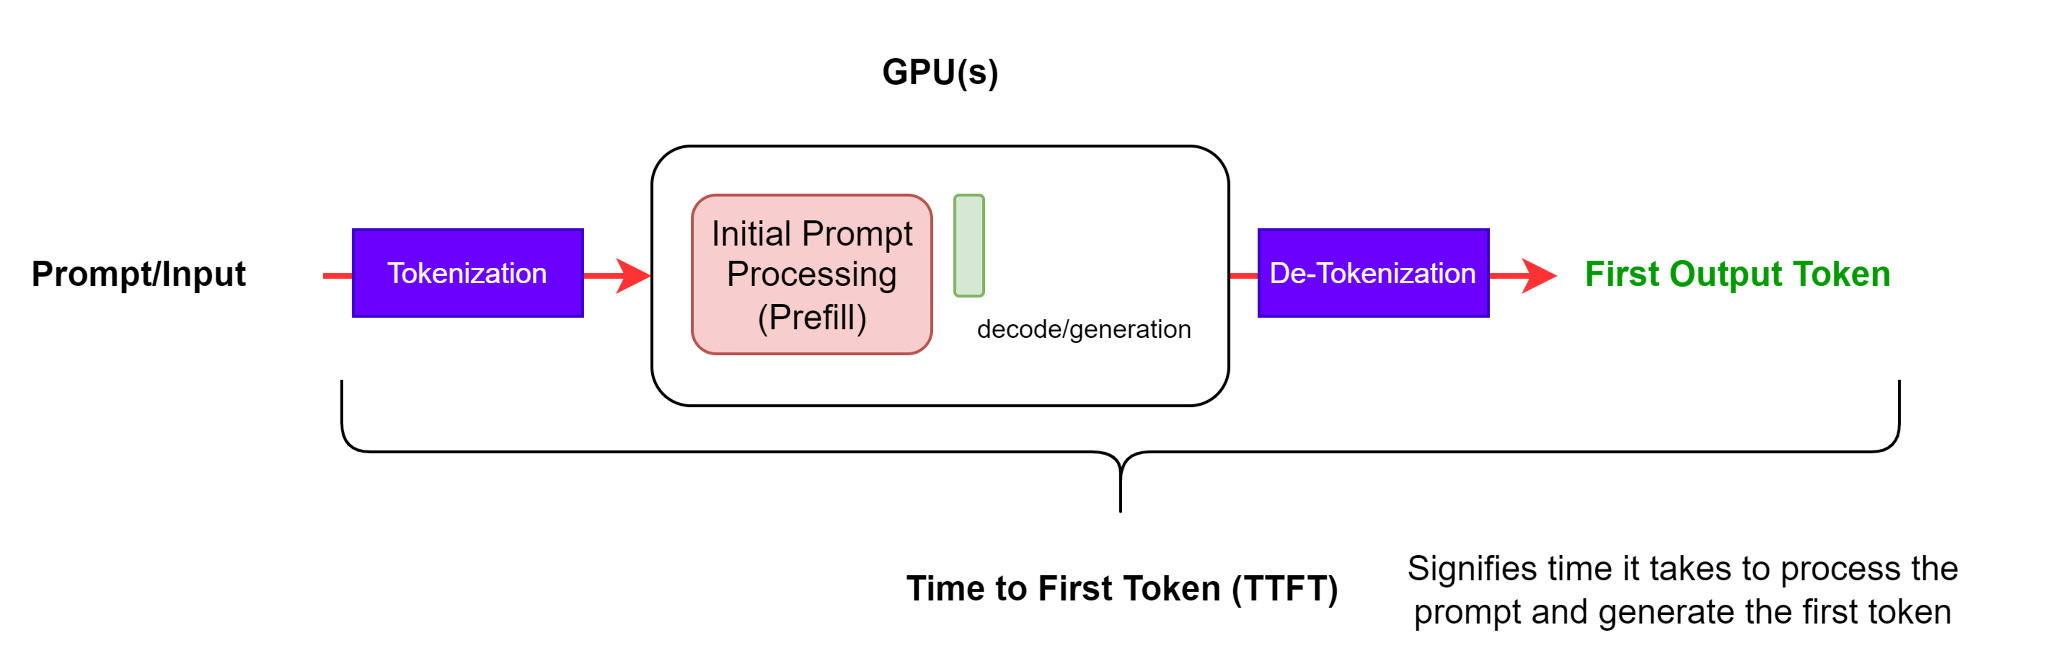 GPU(s)
Prompt/Input
Tokenization
Initial Prompt
Processing
(Prefill)
decode/generation
De-Tokenization
First Output Token
Time to First Token (TTFT)
Signifies time it takes to process the
prompt and generate the first token